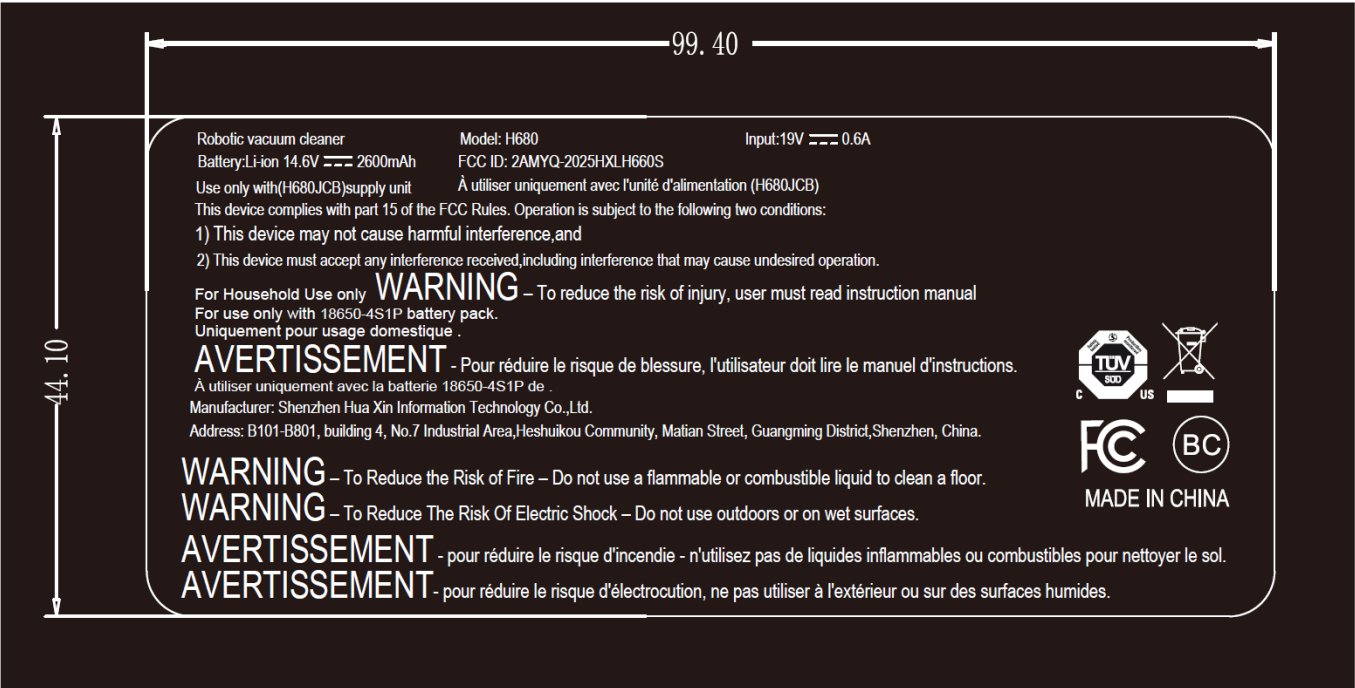 99.40
44.10
Robotic vacuum cleaner Model: H680 Input:19V 0.6A
Battery:Li-ion 14.6V 2600mAh FCC ID: 2AMYQ-2025HXLH660S
Use only with(H680JCB)supply unit À utiliser uniquement avec l'unité d'alimentation (H680JCB)
This device complies with part 15 of the FCC Rules. Operation is subject to the following two conditions:
1) This device may not cause harmful interference,and
2) This device must accept any interference received,including interference that may cause undesired operation.
For Household Use only WARNING – To reduce the risk of injury, user must read instruction manual
For use only with 18650-4S1P battery pack.
Uniquement pour usage domestique .
AVERTISSEMENT - Pour réduire le risque de blessure, l'utilisateur doit lire le manuel d'instructions.
À utiliser uniquement avec la batterie 18650-4S1P de .
Manufacturer: Shenzhen Hua Xin Information Technology Co.,Ltd.
Address: B101-B801, building 4, No.7 Industrial Area,Heshuikou Community, Matian Street, Guangming District,Shenzhen, China.
TÜV
SÜD
C US
FC BC
MADE IN CHINA
WARNING – To Reduce the Risk of Fire – Do not use a flammable or combustible liquid to clean a floor.
WARNING – To Reduce The Risk Of Electric Shock – Do not use outdoors or on wet surfaces.
AVERTISSEMENT - pour réduire le risque d'incendie - n'utilisez pas de liquides inflammables ou combustibles pour nettoyer le sol.
AVERTISSEMENT - pour réduire le risque d'électrocution, ne pas utiliser à l'extérieur ou sur des surfaces humides.